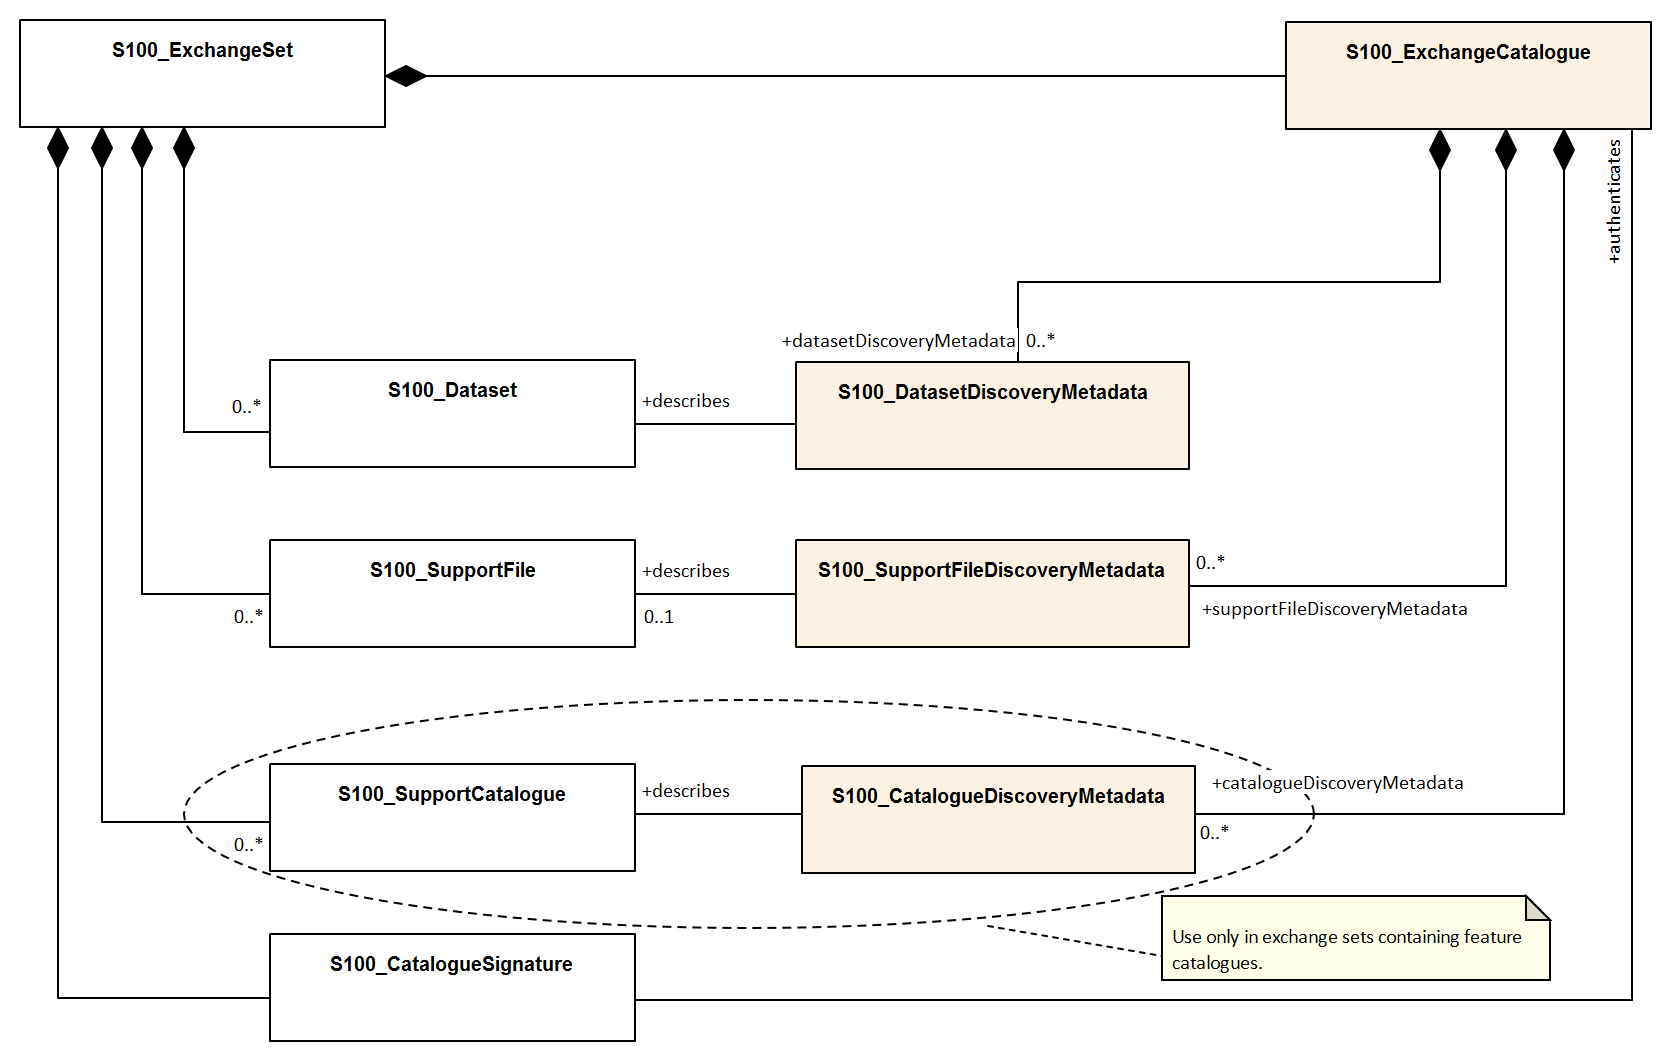 S100_ExchangeSet
S100_ExchangeCatalogue
+authenticates
+datasetDiscoveryMetadata
0..*
S100_Dataset
0..*
+describes
S100_DatasetDiscoveryMetadata
S100_SupportFile
0..*
+describes
0..1
S100_SupportFileDiscoveryMetadata
0..*
+supportFileDiscoveryMetadata
S100_SupportCatalogue
0..*
+describes
S100_CatalogueDiscoveryMetadata
+catalogueDiscoveryMetadata
0..*
Use only in exchange sets containing feature
catalogues.
S100_CatalogueSignature